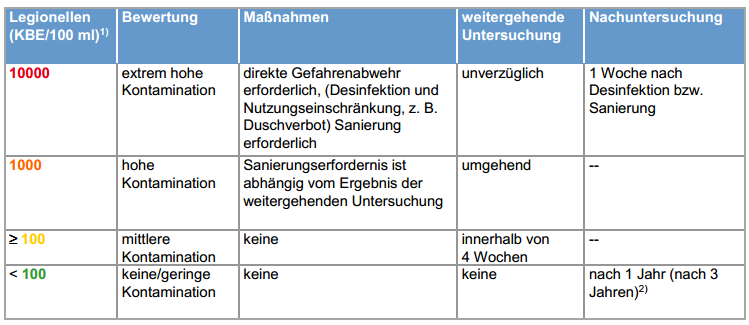 Legionellen (KBE/100 ml)1)
Bewertung
Maßnahmen
weitergehende Untersuchung
Nachuntersuchung
10000
extrem hohe
Kontamination
direkte Gefahrenabwehr
erforderlich, (Desinfektion und
Nutzungseinschränkung, z. B.
Duschverbot) Sanierung
erforderlich
unverzüglich
1 Woche nach
Desinfektion bzw.
Sanierung
1000
hohe
Kontamination
Sanierungserfordernis ist
abhängig vom Ergebnis der
weitergehenden Untersuchung
umgehend
--
≥ 100
mittlere
Kontamination
keine
innerhalb von
4 Wochen
--
< 100
keine/geringe
Kontamination
keine
keine
nach 1 Jahr (nach 3
Jahren)2)